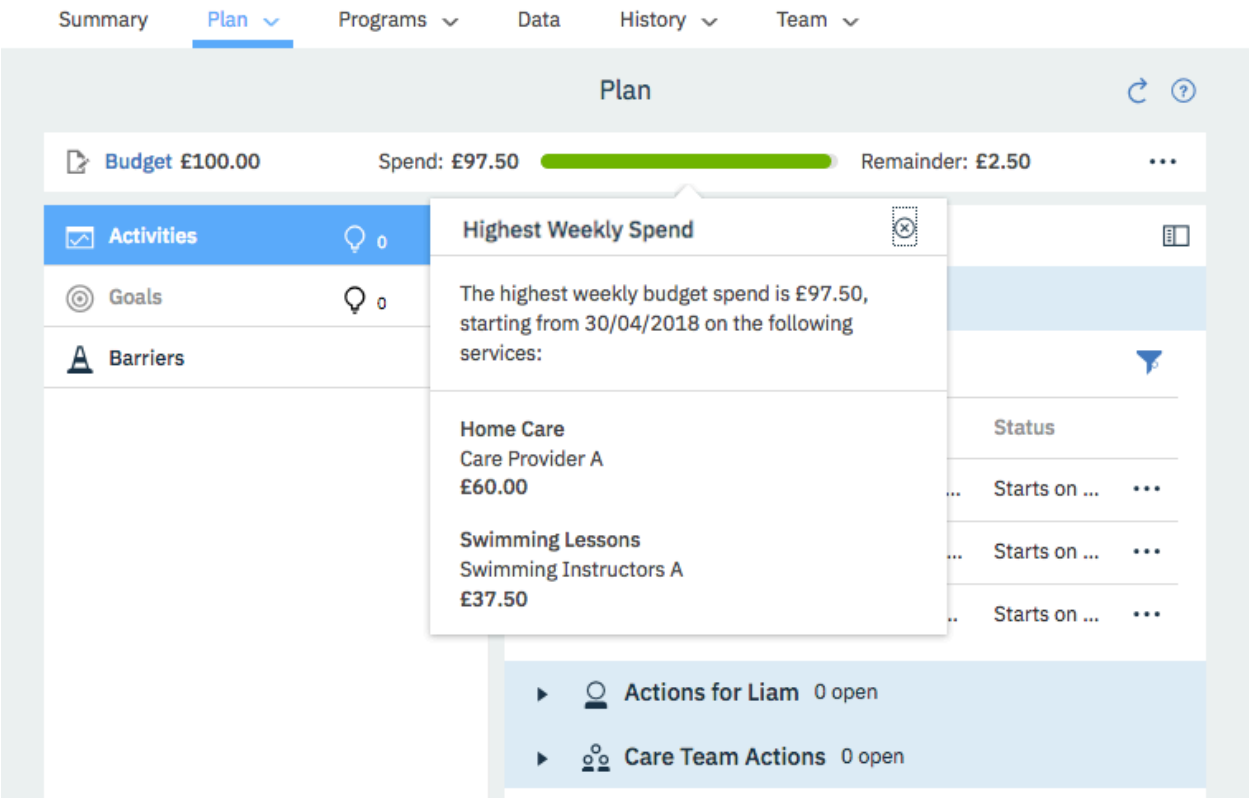 Summary Plan Programs Data History Team
Plan
Budget £100.00 Spend: £97.50 Remainder: £2.50 •••
Activities 0
Goals 0
Barriers
Highest Weekly Spend
The highest weekly budget spend is £97.50,
starting from 30/04/2018 on the following
services:
Home Care
Care Provider A
£60.00
Swimming Lessons
Swimming Instructors A
£37.50
Status
... Starts on ... •••
... Starts on ... •••
.. Starts on ... •••
Actions for Liam 0 open
Care Team Actions 0 open